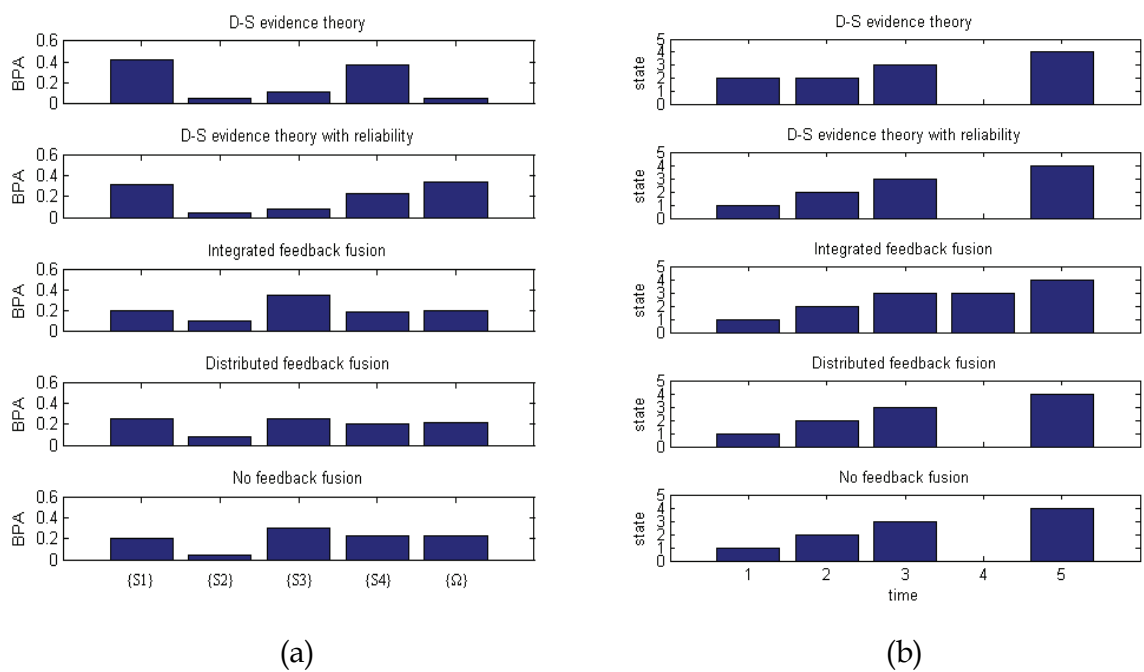 D-S evidence theory
0.6
0.4
0.2
0
BPA
D-S evidence theory with reliability
0.6
0.4
0.2
0
BPA
Integrated feedback fusion
0.6
0.4
0.2
0
BPA
Distributed feedback fusion
0.6
0.4
0.2
0
BPA
No feedback fusion
0.6
0.4
0.2
0
BPA
{S1} {S2} {S3} {S4} {Ω}
(a)
D-S evidence theory
5
4
3
2
1
0
state
D-S evidence theory with reliability
5
4
3
2
1
0
state
Integrated feedback fusion
5
4
3
2
1
0
state
Distributed feedback fusion
5
4
3
2
1
0
state
No feedback fusion
5
4
3
2
1
0
state
1 2 3 4 5
time
(b)